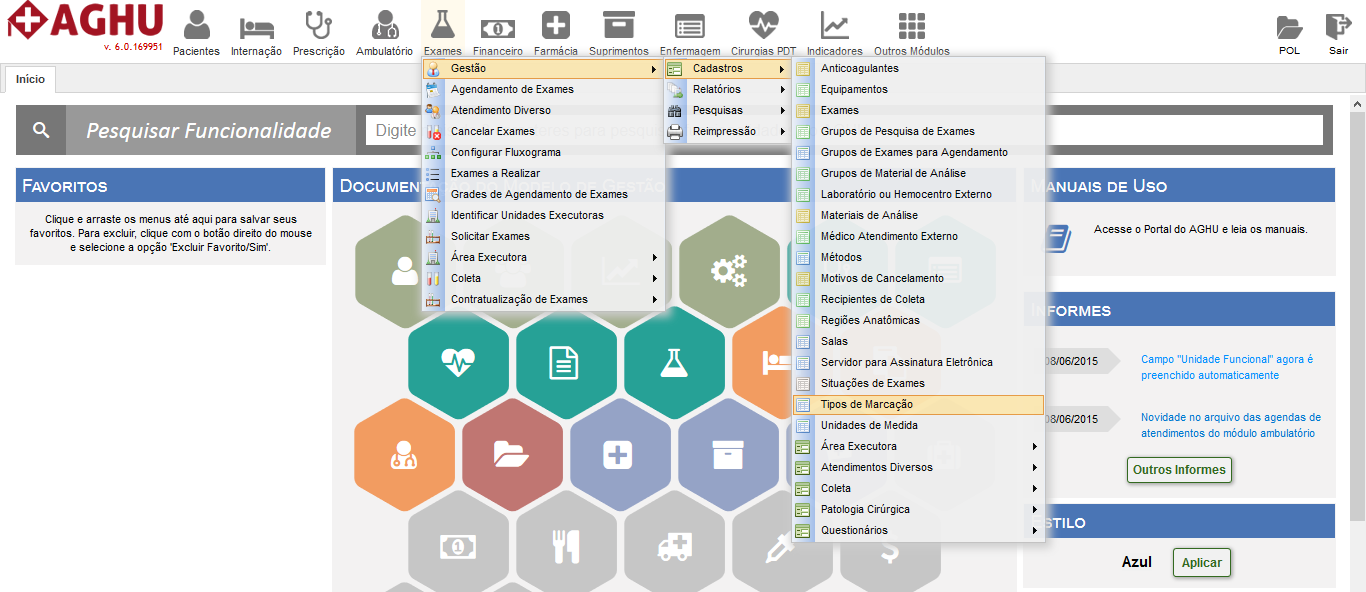 AGHU
v. 6.0.169951
Pacientes
Internação
Prescrição
Ambulatório
Exames
Financeiro
Farmácia
Suprimentos
Enfermagem
Cirurgias PDT
Indicadores
Outros Módulos
POL
Sair
Início
Pesquisar Funcionalidade
Digite
FAVORITOS
Clique e arraste os menus até aqui para salvar seus
favoritos. Para excluir, clique com o botão direito do mouse
e selecione a opção 'Excluir Favorito/Sim'.
Gestão
Agendamento de Exames
Atendimento Diverso
Cancelar Exames
Configurar Fluxograma
Exames a Realizar
Grades de Agendamento de Exames
Identificar Unidades Executoras
Solicitar Exames
Área Executora
Coleta
Contratualização de Exames
Cadastros
Relatórios
Pesquisas
Reimpressão
Anticoagulantes
Equipamentos
Exames
Grupos de Pesquisa de Exames
Grupos de Exames para Agendamento
Grupos de Material de Análise
Laboratório ou Hemocentro Externo
Materiais de Análise
Médico Atendimento Externo
Métodos
Motivos de Cancelamento
Recipientes de Coleta
Regiões Anatômicas
Salas
Servidor para Assinatura Eletrônica
Situações de Exames
Tipos de Marcação
Unidades de Medida
Área Executora
Atendimentos Diversos
Coleta
Patologia Cirúrgica
Questionários
MANUAIS DE USO
Acesse o Portal do AGHU e leia os manuais.
INFORMES
08/06/2015
Campo "Unidade Funcional" agora é
preenchido automaticamente
08/06/2015
Novidade no arquivo das agendas de
atendimentos do módulo ambulatório
Outros Informes
ESTILO
Azul
Aplicar